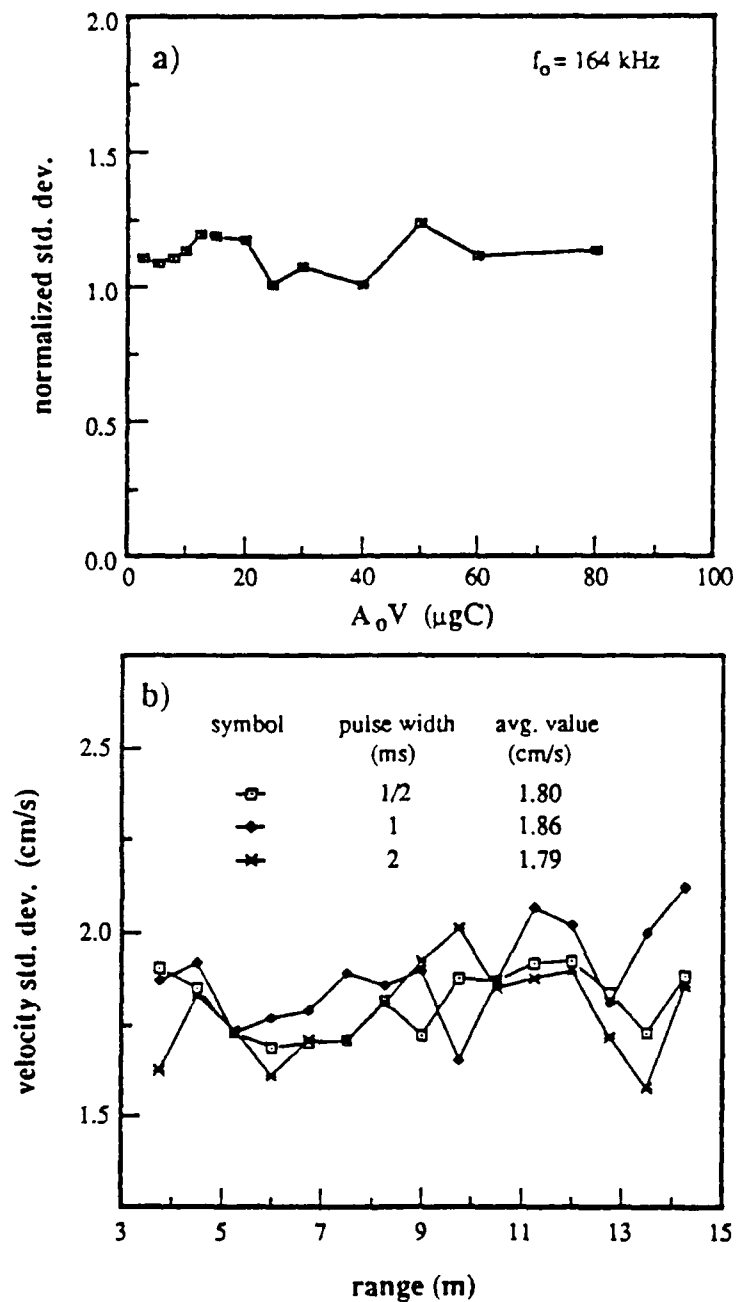 a)
f₀ = 164 kHz
normalized std. dev.
2.0
1.5
1.0
0.5
0.0
0 20 40 60 80 100
A₀V (μgC)
b)
symbol pulse width avg. value
(ms) (cm/s)
1/2 1.80
1 1.86
2 1.79
velocity std. dev. (cm/s)
2.5
2.0
1.5
3 5 7 9 11 13 15
range (m)